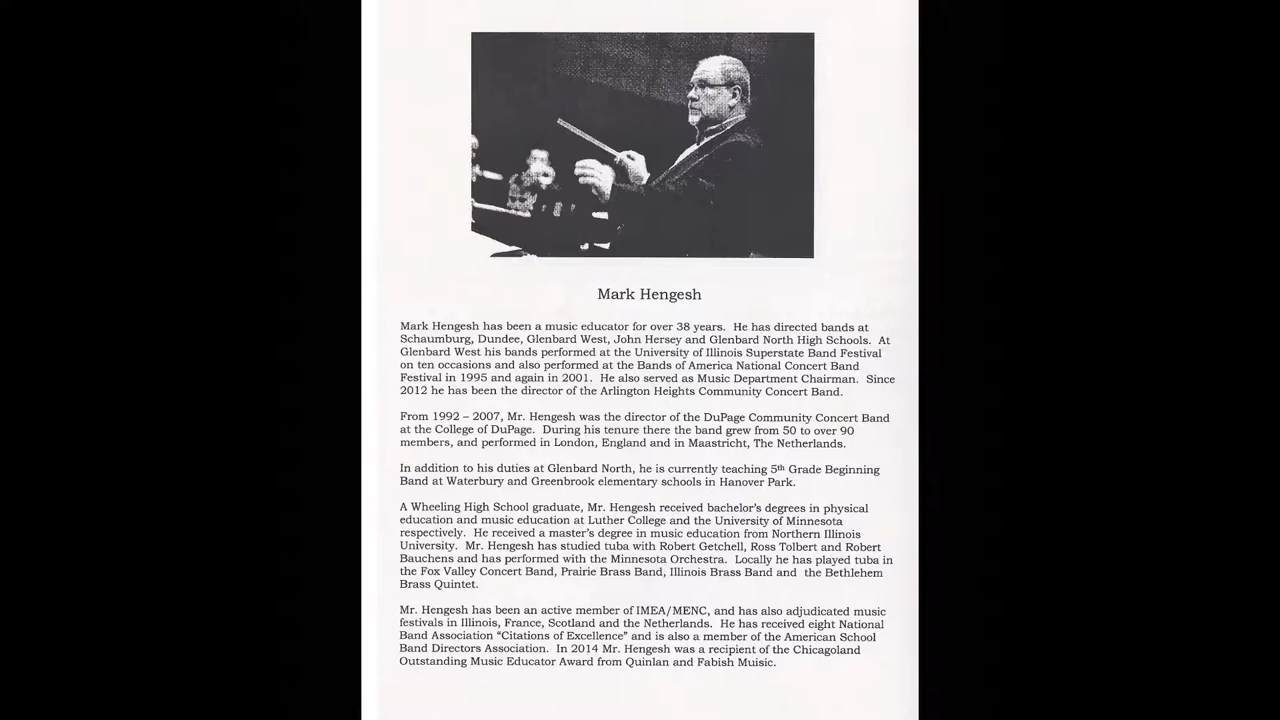 Mark Hengesh
Mark Hengesh has been a music educator for over 38 years. He has directed bands at
Schaumburg, Dundee, Glenbard West, John Hersey and Glenbard North High Schools. At
Glenbard West his bands performed at the University of Illinois Superstate Band Festival
on ten occasions and also performed at the Bands of America National Concert Band
Festival in 1995 and again in 2001. He also served as Music Department Chairman. Since
2012 he has been the director of the Arlington Heights Community Concert Band.
From 1992 – 2007, Mr. Hengesh was the director of the DuPage Community Concert Band
at the College of DuPage. During his tenure there the band grew from 50 to over 90
members, and performed in London, England and in Maastricht, The Netherlands.
In addition to his duties at Glenbard North, he is currently teaching 5th Grade Beginning
Band at Waterbury and Greenbrook elementary schools in Hanover Park.
A Wheeling High School graduate, Mr. Hengesh received bachelor's degrees in physical
education and music education at Luther College and the University of Minnesota
respectively. He received a master's degree in music education from Northern Illinois
University. Mr. Hengesh has studied tuba with Robert Getchell, Ross Tolbert and Robert
Bauchens and has performed with the Minnesota Orchestra. Locally he has played tuba in
the Fox Valley Concert Band, Prairie Brass Band, Illinois Brass Band and the Bethlehem
Brass Quintet.
Mr. Hengesh has been an active member of IMEA/MENC, and has also adjudicated music
festivals in Illinois, France, Scotland and the Netherlands. He has received eight National
Band Association "Citations of Excellence" and is also a member of the American School
Band Directors Association. In 2014 Mr. Hengesh was a recipient of the Chicagoland
Outstanding Music Educator Award from Quinlan and Fabish Muisic.